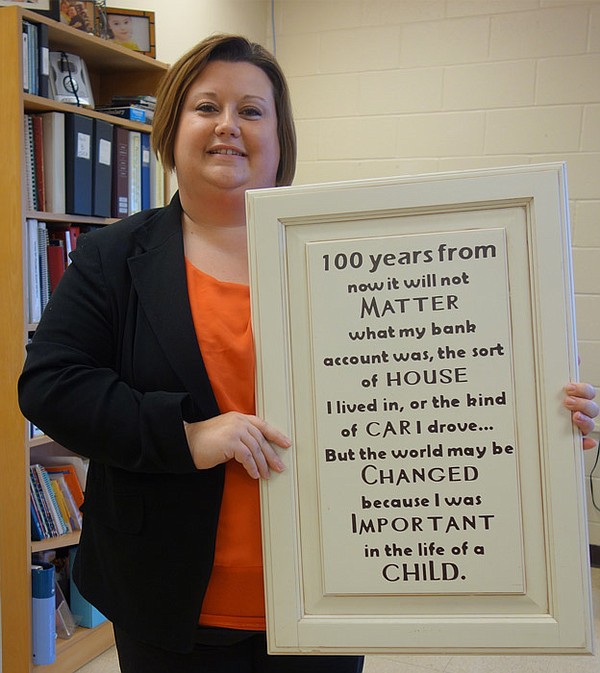 100 years from
now it will not
MATTER
what my bank
account was, the sort
of HOUSE
I lived in, or the kind
of CAR I drove...
But the world may be
CHANGED
because I was
IMPORTANT
in the life of a
CHILD.